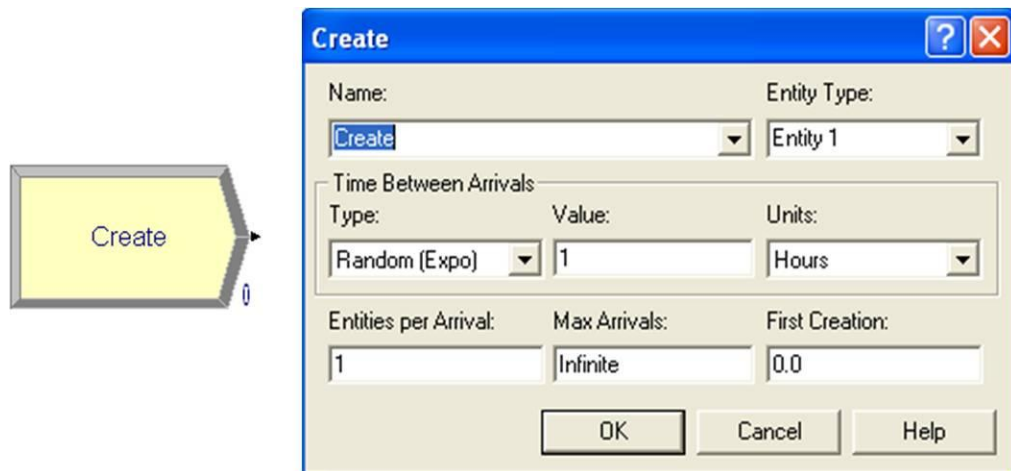 Create
0
Create
Name:
Entity Type:
Create
Entity 1
Time Between Arrivals
Type:
Value:
Units:
Random (Expo)
1
Hours
Entities per Arrival:
Max Arrivals:
First Creation:
1
Infinite
0.0
OK
Cancel
Help